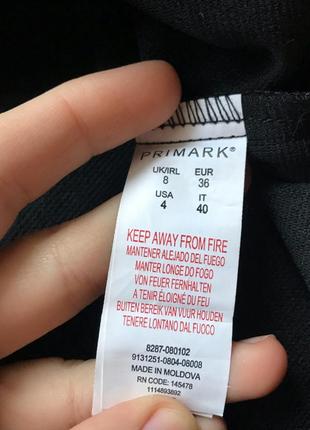 PRIMARK®
UK/IRL EUR
8 36
USA IT
4 40
KEEP AWAY FROM FIRE
MANTENER ALEJADO DEL FUEGO
MANTER LONGE DO FOGO
VON FEUER FERNHALTEN
A TENIR ÉLOIGNÉ DU FEU
BUITEN BEREIK VAN VUUR HOUDEN
TENERE LONTANO DAL FUOCO
8287-080102
9131251-0804-08008
MADE IN MOLDOVA
RN CODE: 145478
1114893892